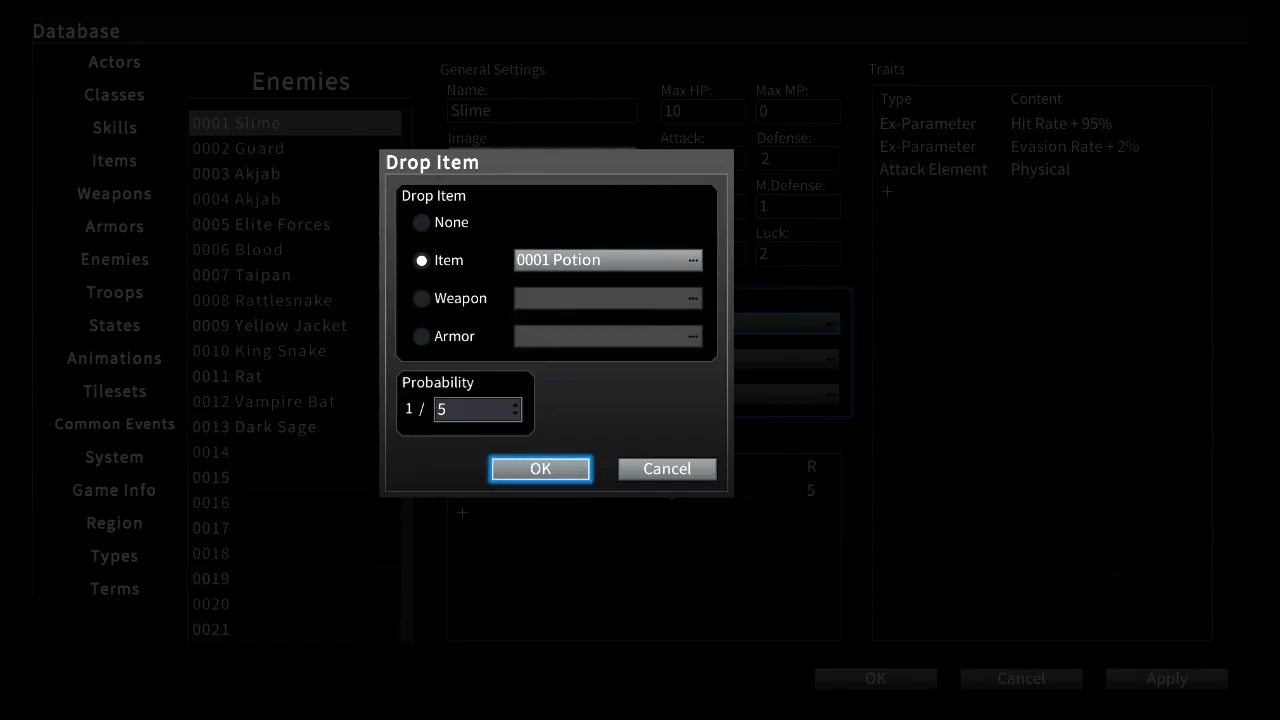 Database
Actors
Classes
Skills
Items
Weapons
Armors
Enemies
Troops
States
Animations
Tilesets
Common Events
System
Game Info
Region
Types
Terms
Enemies
0001 Slime
0002 Guard
0003 Akjab
0004 Akjab
0005 Elite Forces
0006 Blood
0007 Taipan
0008 Rattlesnake
0009 Yellow Jacket
0010 King Snake
0011 Rat
0012 Vampire Bat
0013 Dark Sage
0014
0015
0016
0017
0018
0019
0020
0021
General Settings
Name:
Slime
Max HP:
10
Max MP:
0
Image
Attack:
Defense:
2
M.Defense:
1
Luck:
2
Drop Item
Drop Item
None
Item 0001 Potion ...
Weapon ...
Armor ...
Probability
1 / 5
OK Cancel
R
5
+
Traits
Type Content
Ex-Parameter Hit Rate + 95%
Ex-Parameter Evasion Rate + 2%
Attack Element Physical
+
OK Cancel Apply